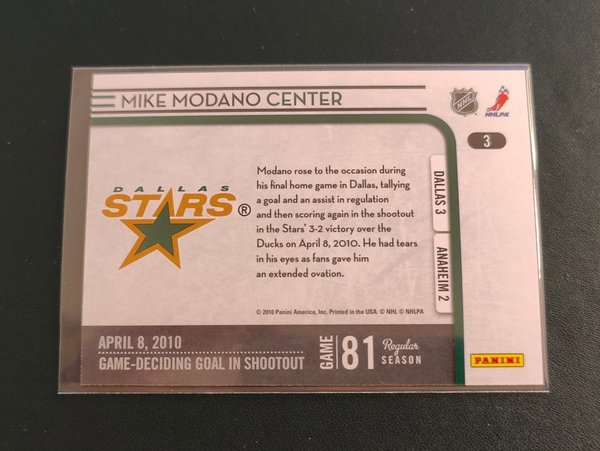 MIKE MODANO CENTER
NHL
NHLPA
3
DALLAS
STARS®
Modano rose to the occasion during
his final home game in Dallas, tallying
a goal and an assist in regulation
and then scoring again in the shootout
in the Stars' 3-2 victory over the
Ducks on April 8, 2010. He had tears
in his eyes as fans gave him
an extended ovation.
DALLAS 3
ANAHEIM 2
© 2010 Panini America, Inc. Printed in the USA. © NHL © NHLPA
APRIL 8, 2010
GAME-DECIDING GOAL IN SHOOTOUT
GAME
81
Regular
SEASON
PANINI